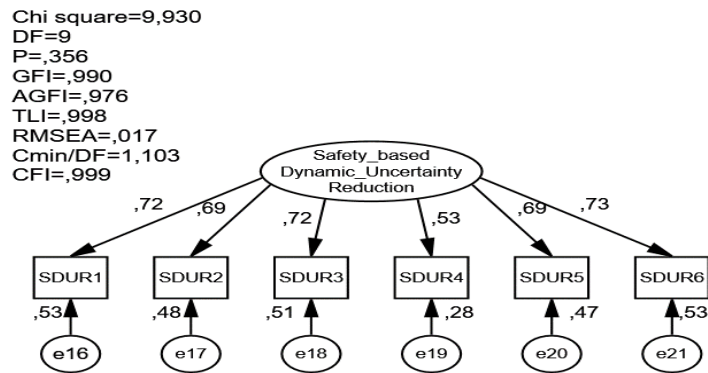 Chi square=9,930
DF=9
P=,356
GFI=,990
AGFI=,976
TLI=,998
RMSEA=,017
Cmin/DF=1,103
CFI=,999
Safety_based
Dynamic_Uncertainty
Reduction
,72
,69
,72
,53
,69
,73
SDUR1
SDUR2
SDUR3
SDUR4
SDUR5
SDUR6
,53
,48
,51
,28
,47
,53
e16
e17
e18
e19
e20
e21